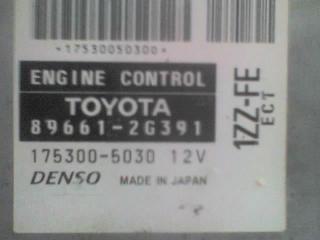 *17530050300*
ENGINE CONTROL
TOYOTA
89661-2G391
175300-5030 12V
DENSO MADE IN JAPAN
1ZZ-FE
ECT